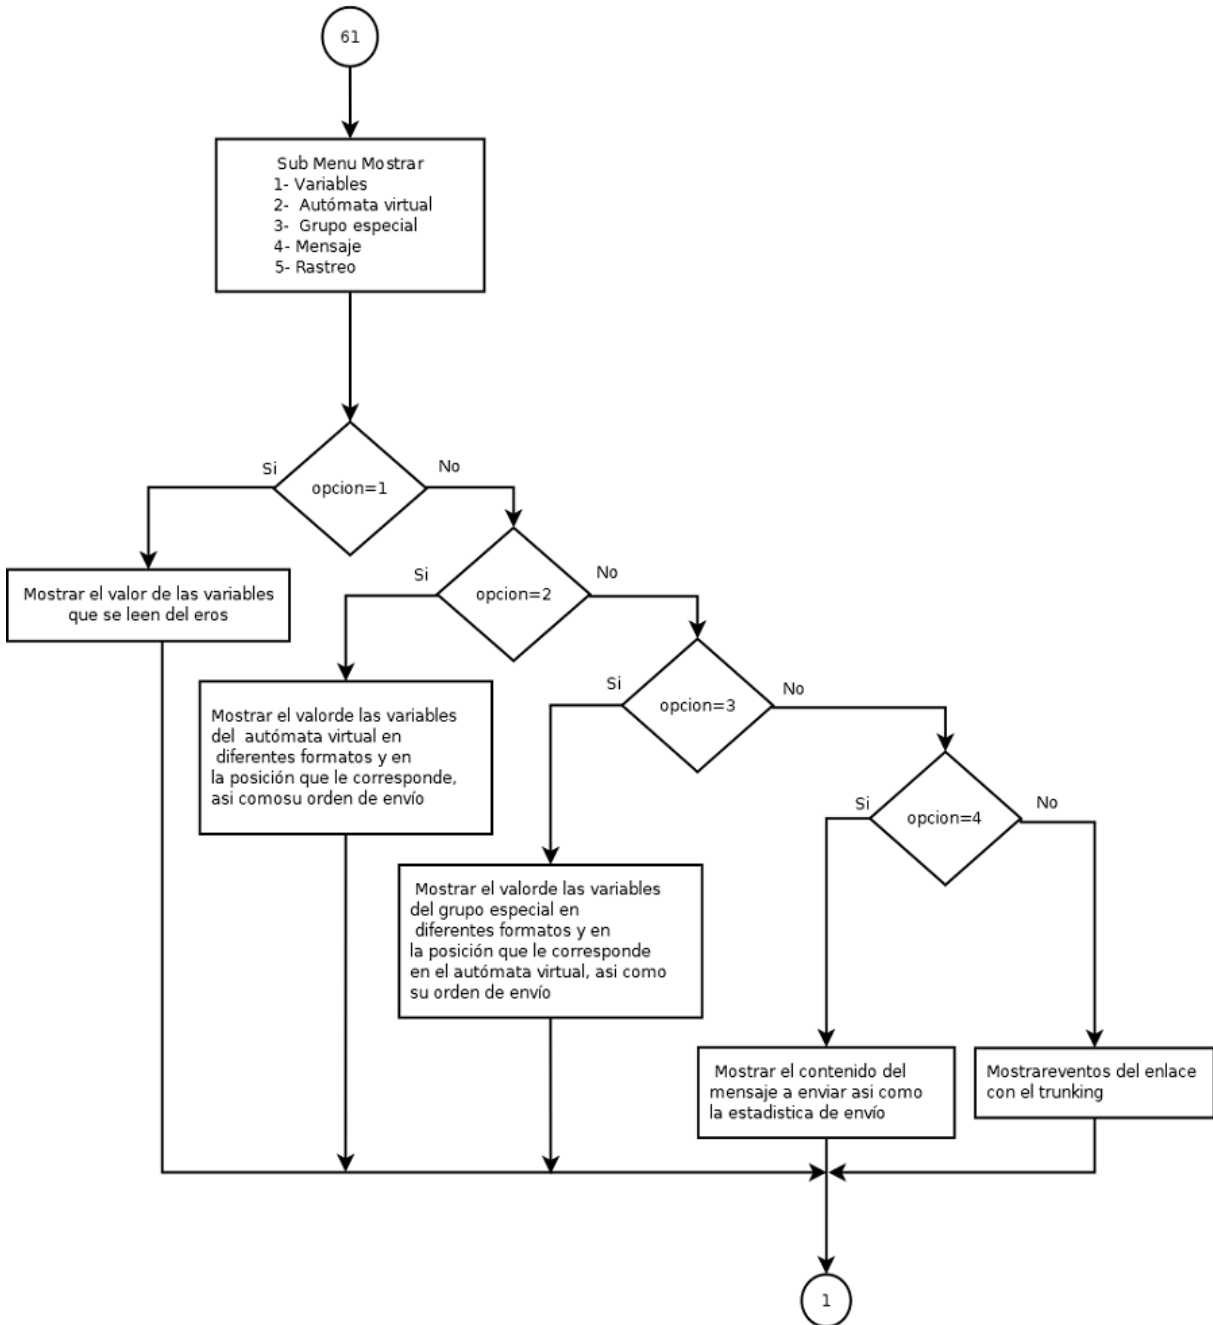 61
Sub Menu Mostrar
1- Variables
2- Autómata virtual
3- Grupo especial
4- Mensaje
5- Rastreo
Si
No
opcion=1
Mostrar el valor de las variables
que se leen del eros
Si
No
opcion=2
Mostrar el valorde las variables
del autómata virtual en
diferentes formatos y en
la posición que le corresponde,
asi comosu orden de envío
Si
No
opcion=3
Mostrar el valorde las variables
del grupo especial en
diferentes formatos y en
la posición que le corresponde
en el autómata virtual, asi como
su orden de envío
Si
No
opcion=4
Mostrar el contenido del
mensaje a enviar asi como
la estadistica de envío
Mostrareventos del enlace
con el trunking
1